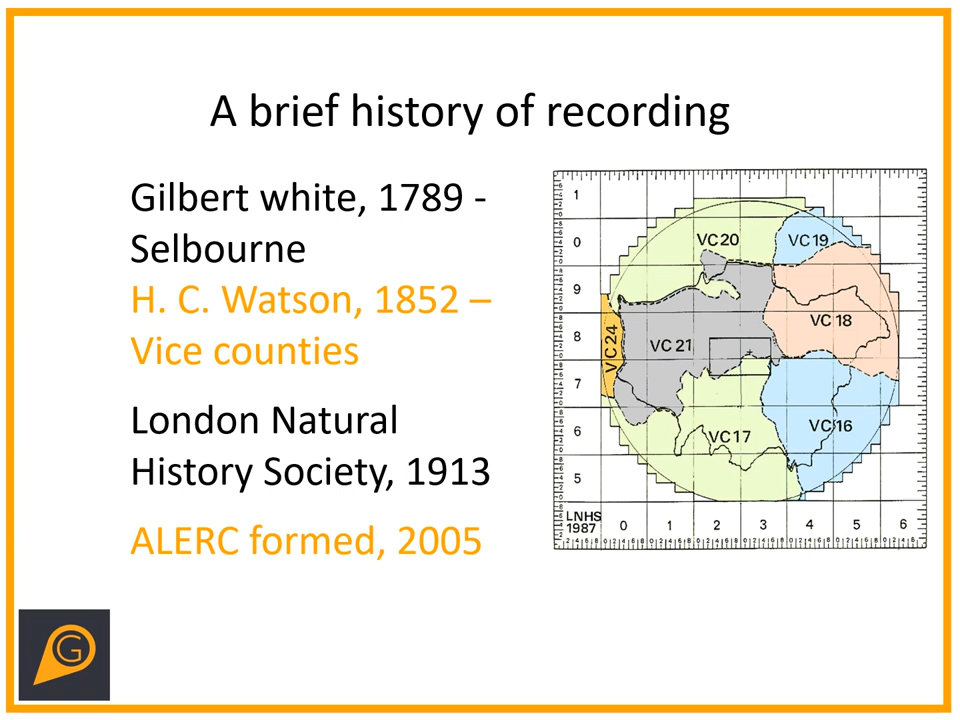 A brief history of recording
Gilbert white, 1789 -
Selbourne
H. C. Watson, 1852 –
Vice counties
London Natural
History Society, 1913
ALERC formed, 2005
1
0
9
8
7
6
5
VC20
VC19
VC18
VC24
VC21
VC17
VC16
LNHS
1987
0 1 2 3 4 5 6
G